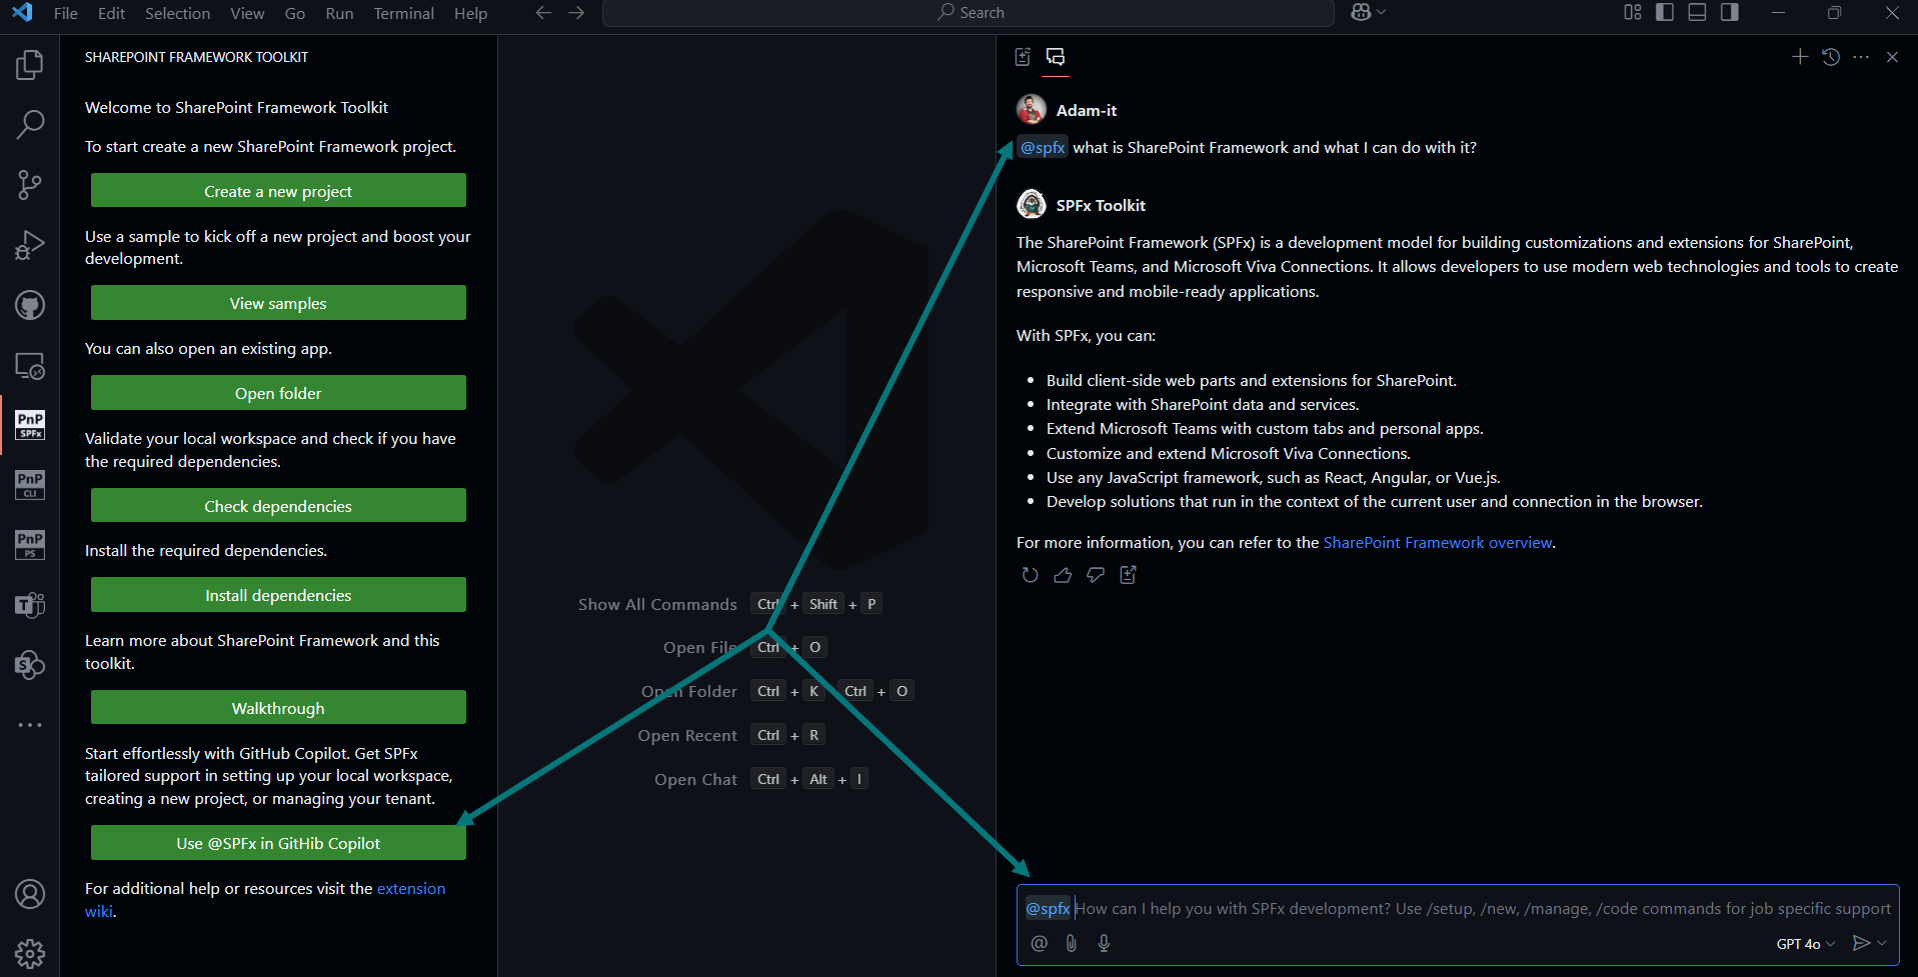 File Edit Selection View Go Run Terminal Help
Search
SHAREPOINT FRAMEWORK TOOLKIT
Welcome to SharePoint Framework Toolkit
To start create a new SharePoint Framework project.
Create a new project
Use a sample to kick off a new project and boost your
development.
View samples
You can also open an existing app.
Open folder
Validate your local workspace and check if you have
the required dependencies.
Check dependencies
Install the required dependencies.
Install dependencies
Learn more about SharePoint Framework and this
toolkit.
Walkthrough
Start effortlessly with GitHub Copilot. Get SPFx
tailored support in setting up your local workspace,
creating a new project, or managing your tenant.
Use @SPFx in GitHib Copilot
For additional help or resources visit the extension
wiki.
PnP
SPFx
PnP
CLI
PnP
PS
T
S
Show All Commands Ctrl + Shift + P
Open File Ctrl + O
Open Folder Ctrl + K Ctrl + O
Open Recent Ctrl + R
Open Chat Ctrl + Alt + I
Adam-it
@spfx what is SharePoint Framework and what I can do with it?
SPFx Toolkit
The SharePoint Framework (SPFx) is a development model for building customizations and extensions for SharePoint,
Microsoft Teams, and Microsoft Viva Connections. It allows developers to use modern web technologies and tools to create
responsive and mobile-ready applications.
With SPFx, you can:
• Build client-side web parts and extensions for SharePoint.
• Integrate with SharePoint data and services.
• Extend Microsoft Teams with custom tabs and personal apps.
• Customize and extend Microsoft Viva Connections.
• Use any JavaScript framework, such as React, Angular, or Vue.js.
• Develop solutions that run in the context of the current user and connection in the browser.
For more information, you can refer to the SharePoint Framework overview.
@spfx How can I help you with SPFx development? Use /setup, /new, /manage, /code commands for job specific support
GPT 4o